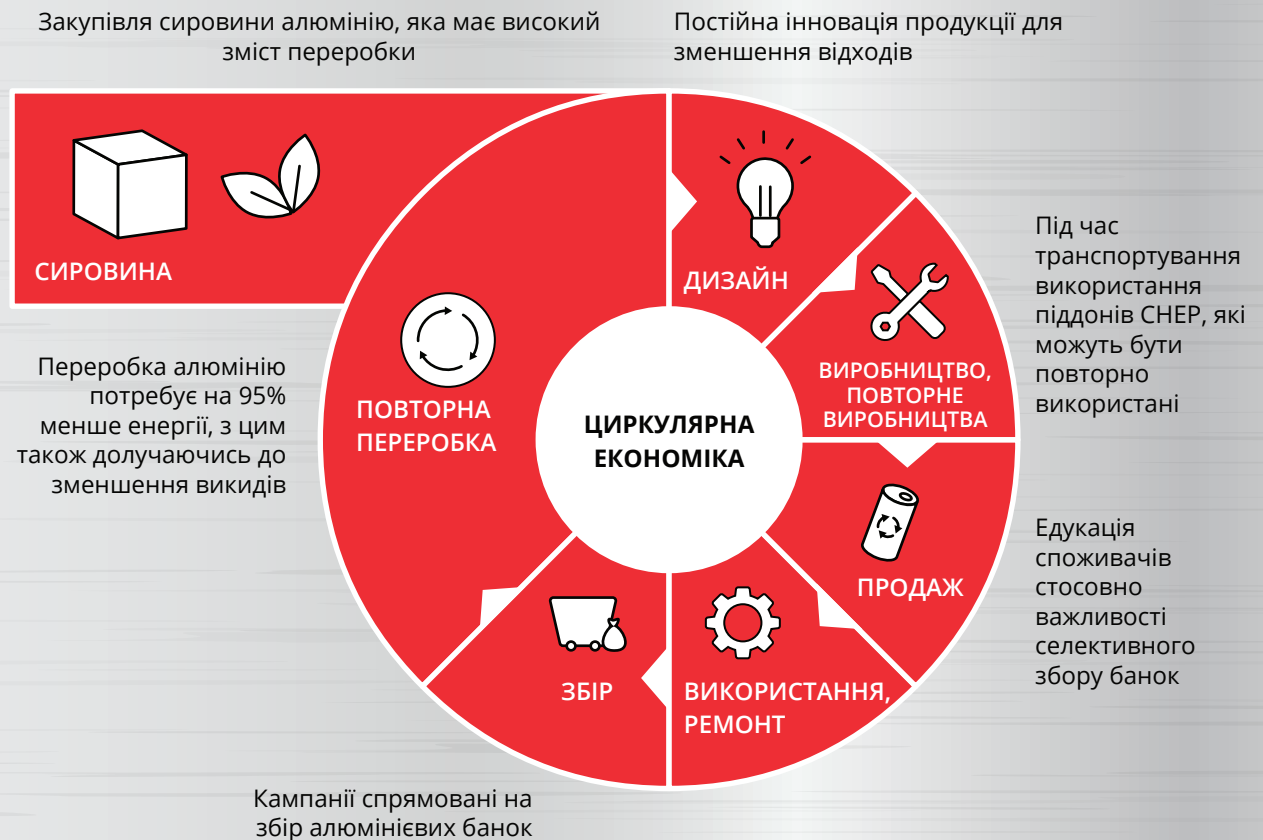 Закупівля сировини алюмінію, яка має високий
зміст переробки
Постійна інновація продукції для
зменшення відходів
СИРОВИНА
ДИЗАЙН
Під час
транспортування
використання
піддонів CHEP, які
можуть бути
повторно
використані
ВИРОБНИЦТВО,
ПОВТОРНЕ
ВИРОБНИЦТВА
Переробка алюмінію
потребує на 95%
менше енергії, з цим
також долучаючись до
зменшення викидів
ПОВТОРНА
ПЕРЕРОБКА
ЦИРКУЛЯРНА
ЕКОНОМІКА
ПРОДАЖ
Едукація
споживачів
стосовно
важливості
селективного
збору банок
ЗБІР
ВИКОРИСТАННЯ,
РЕМОНТ
Кампанії спрямовані на
збір алюмінієвих банок